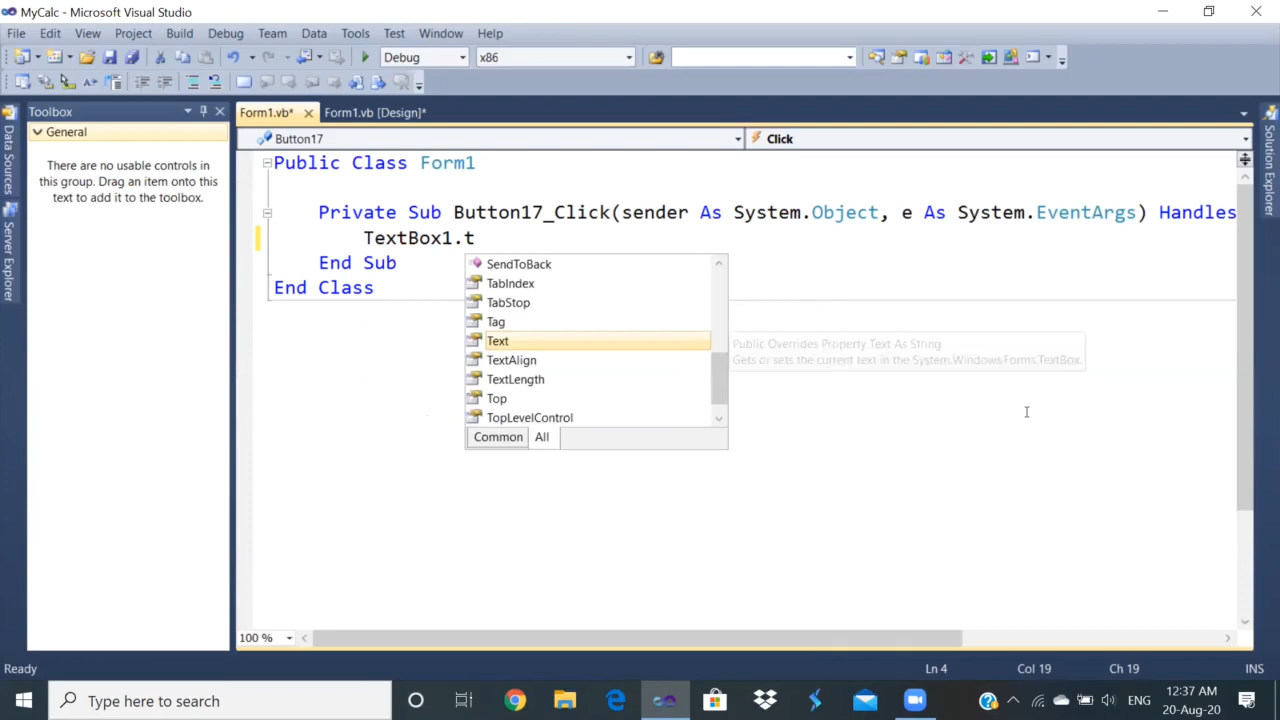 MyCalc - Microsoft Visual Studio
File Edit View Project Build Debug Team Data Tools Test Window Help
Debug x86
Toolbox
Form1.vb* Form1.vb [Design]*
General
There are no usable controls in
this group. Drag an item onto this
text to add it to the toolbox.
Data Sources
Server Explorer
Solution Explorer
Button17 Click
Public Class Form1
Private Sub Button17_Click(sender As System.Object, e As System.EventArgs) Handles
TextBox1.t
End Sub
End Class
SendToBack
TabIndex
TabStop
Tag
Text
TextAlign
TextLength
Top
TopLevelControl
Common All
Public Overrides Property Text As String
Gets or sets the current text in the System.Windows.Forms.TextBox.
100 %
Ready Ln 4 Col 19 Ch 19 INS
Type here to search
ENG
12:37 AM
20-Aug-20